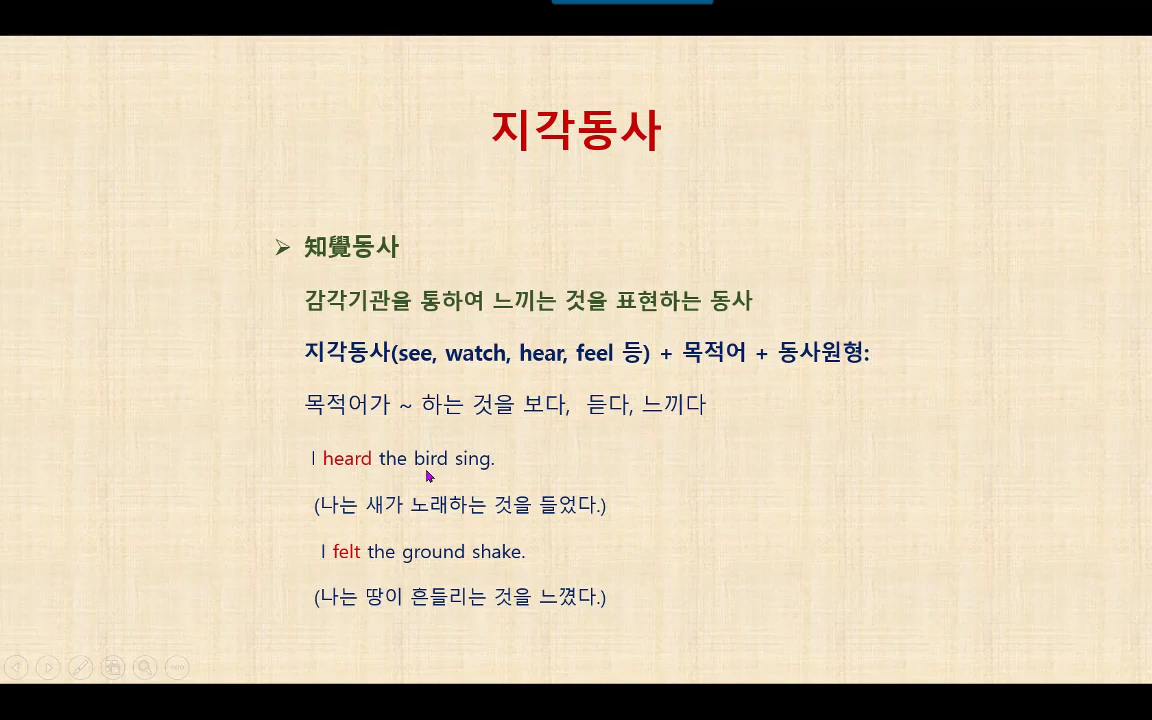 지각동사
知覺동사
감각기관을 통하여 느끼는 것을 표현하는 동사
지각동사(see, watch, hear, feel 등) + 목적어 + 동사원형:
목적어가 ~ 하는 것을 보다, 듣다, 느끼다
I heard the bird sing.
(나는 새가 노래하는 것을 들었다.)
I felt the ground shake.
(나는 땅이 흔들리는 것을 느꼈다.)